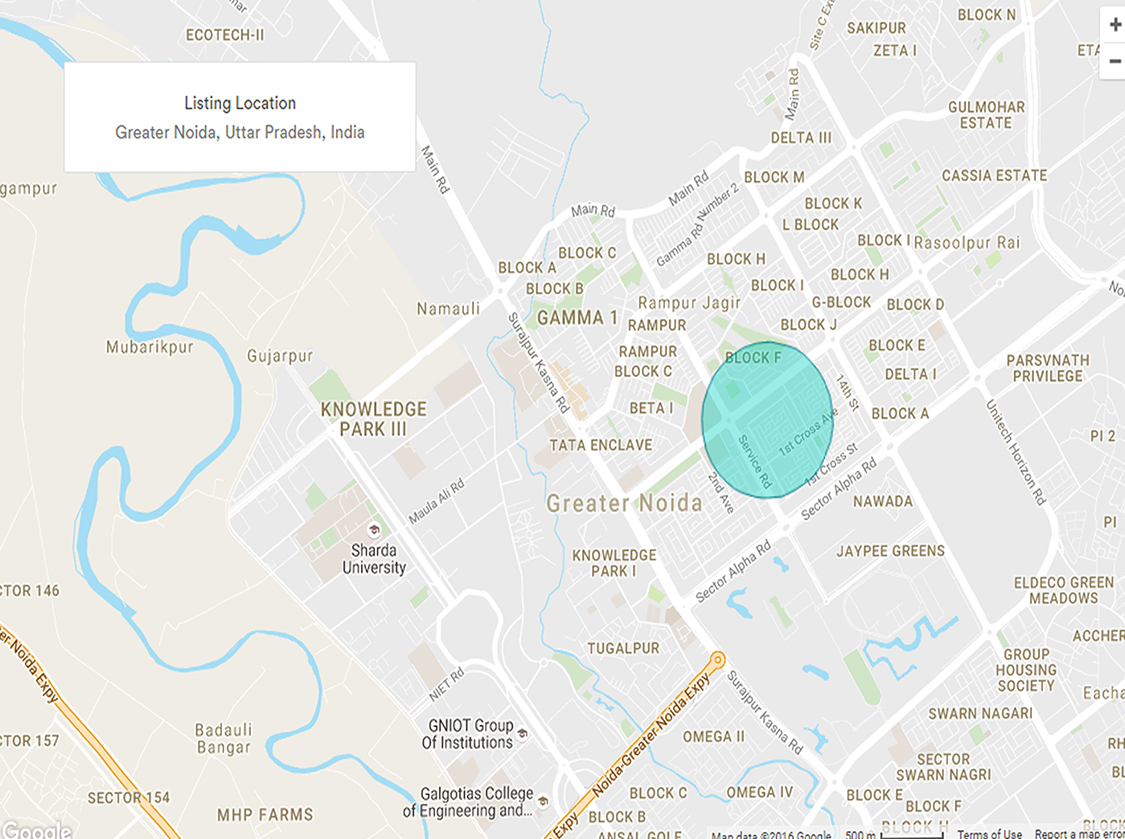 ECOTECH-II
BLOCK N
SAKIPUR
ZETA I
Listing Location
Greater Noida, Uttar Pradesh, India
Main Rd
GULMOHAR
ESTATE
DELTA III
Main Rd
gampur
BLOCK M
CASSIA ESTATE
Main Rd
Gamma Rd Number 2
BLOCK K
L BLOCK
Main Rd
BLOCK I
Rasoolpur Rai
BLOCK C
BLOCK A
BLOCK B
BLOCK H
BLOCK H
BLOCK I
Namauli
Rampur Jagir
G-BLOCK
BLOCK D
GAMMA 1
RAMPUR
BLOCK J
Surajpur Kasna Rd
Mubarikpur
Gujarpur
RAMPUR
BLOCK C
BLOCK F
BLOCK E
DELTA I
PARSVNATH
PRIVILEGE
14th St
KNOWLEDGE
PARK III
BETA I
BLOCK A
1st Cross Ave
TATA ENCLAVE
Service Rd
1st Cross St
Sector Alpha Rd
Unitech Horizon Rd
PI 2
2nd Ave
Maula Ali Rd
Greater Noida
NAWADA
PI
Sharda
University
KNOWLEDGE
PARK I
Sector Alpha Rd
JAYPEE GREENS
CTOR 146
ELDECO GREEN
MEADOWS
er-Noida Expy
TUGALPUR
ACCHER
GROUP
HOUSING
SOCIETY
NIET Rd
Surajpur Kasna Rd
Eacha
GNIOT Group
Of Institutions
Noida-Greater Noida Expy
SWARN NAGARI
Badauli
Bangar
CTOR 157
OMEGA II
SECTOR
SWARN NAGRI
SECTOR 154
MHP FARMS
Galgotias College
of Engineering and...
BLOCK C
OMEGA IV
BLOCK E
BLOCK F
BLOCK B
ANSAL GOLF
BLOCK H
Expy
Google
Map data ©2016 Google
500 m
Terms of Use
Report a map error